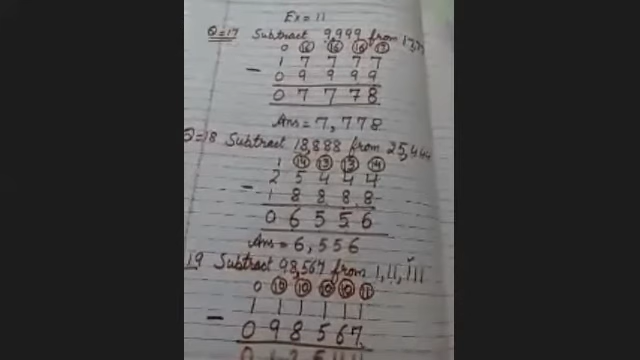 Ex = 11
Q=17 Subtract 9,999 from 17,77
0 16 16 16 17
1 7 7 7 7
- 0 9 9 9 9
0 7 7 7 8
Ans = 7,778
Q=18 Subtract 18,888 from 25,444
1 14 13 13 14
2 5 4 4 4
- 1 8 8 8 8
0 6 5 5 6
Ans = 6,556
19 Subtract 98,567 from 1,11,111
0 10 10 10 10 11
1 1 1 1 1 1
- 0 9 8 5 6 7